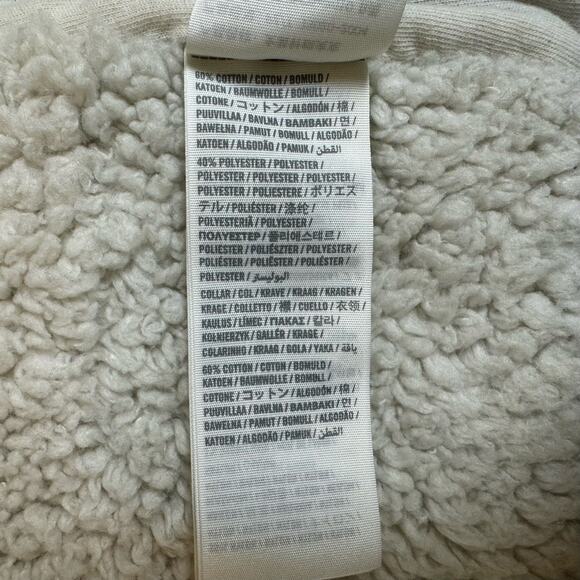 60% COTTON / COTON / BOMULD /
KATOEN / BAUMWOLLE / BOMULL /
COTONE / コットン / ALGODÓN / 棉 /
PUUVILLAA / BAVLNA / ΒΑΜΒΑΚΙ / 면 /
BAWEŁNA / PAMUT / BOMULL / ALGODÃO /
KATOEN / ALGODÃO / PAMUK / القطن
40% POLYESTER / POLYESTER /
POLYESTER / POLYESTER / POLYESTER /
POLYESTER / POLIESTERE / ポリエス
テル / POLIÉSTER / 涤纶 /
POLYESTERIÄ / POLYESTER /
ΠΟΛΥΕΣΤΕΡ / 폴리에스테르 /
POLIESTER / POLIÉSZTER / POLYESTER /
POLIÉSTER / POLIÉSTER / POLIÉSTER /
POLYESTER / البوليستر
COLLAR / COL / KRAVE / KRAAG / KRAGEN /
KRAGE / COLLETTO / 襟 / CUELLO / 衣领 /
KAULUS / LÍMEC / ΠΑΚΑΣ / 칼라 /
KOŁNIERZYK / GALLÉR / KRAGE /
COLARINHO / KRAAG / GOLA / YAKA / ياقة
60% COTTON / COTON / BOMULD /
KATOEN / BAUMWOLLE / BOMULL /
COTONE / コットン / ALGODÓN / 棉 /
PUUVILLAA / BAVLNA / ΒΑΜΒΑΚΙ / 면 /
BAWEŁNA / PAMUT / BOMULL / ALGODÃO /
KATOEN / ALGODÃO / PAMUK / القطن